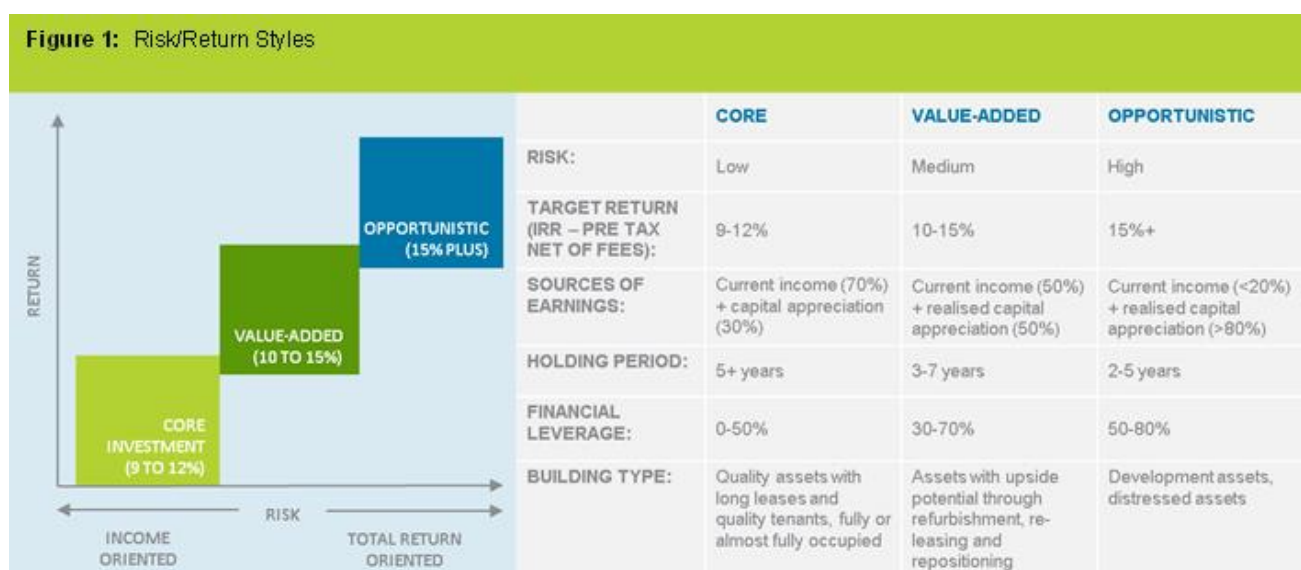 Figure 1: Risk/Return Styles
RETURN
OPPORTUNISTIC
(15% PLUS)
VALUE-ADDED
(10 TO 15%)
CORE
INVESTMENT
(9 TO 12%)
RISK
INCOME
ORIENTED
TOTAL RETURN
ORIENTED
CORE
VALUE-ADDED
OPPORTUNISTIC
RISK:
Low
Medium
High
TARGET RETURN
(IRR – PRE TAX
NET OF FEES):
9-12%
10-15%
15%+
SOURCES OF
EARNINGS:
Current income (70%)
+ capital appreciation
(30%)
Current income (50%)
+ realised capital
appreciation (50%)
Current income (<20%)
+ realised capital
appreciation (>80%)
HOLDING PERIOD:
5+ years
3-7 years
2-5 years
FINANCIAL
LEVERAGE:
0-50%
30-70%
50-80%
BUILDING TYPE:
Quality assets with
long leases and
quality tenants, fully or
almost fully occupied
Assets with upside
potential through
refurbishment, re-
leasing and
repositioning
Development assets,
distressed assets